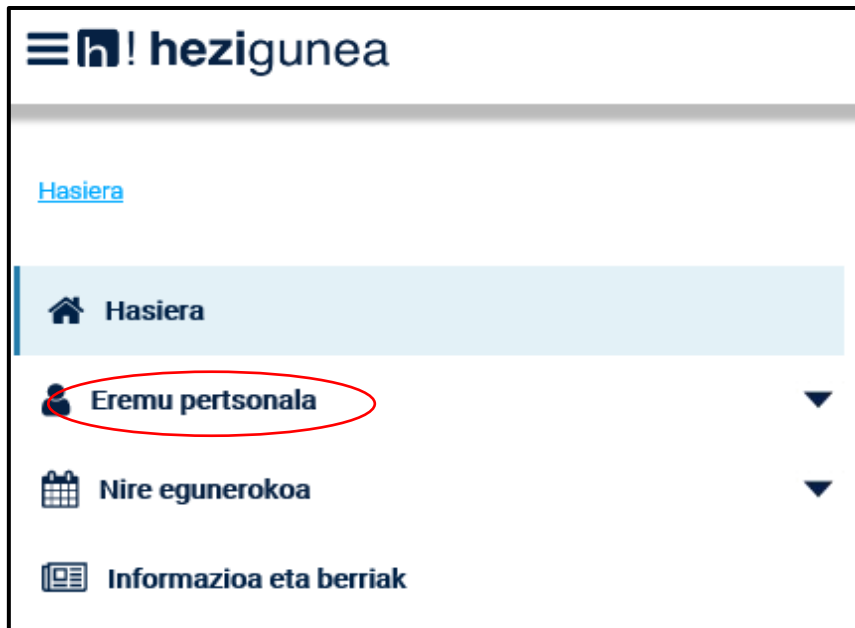 h! hezigunea
Hasiera
Hasiera
Eremu pertsonala
Nire egunerokoa
Informazioa eta berriak